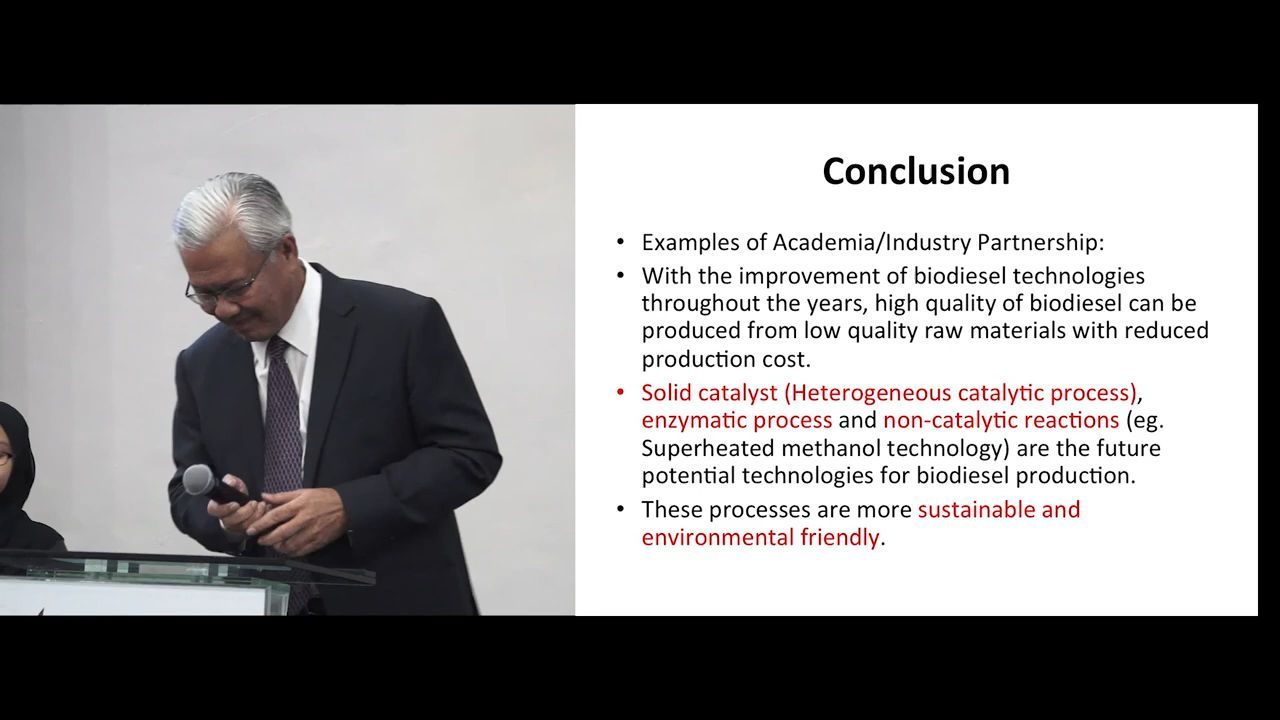 Conclusion
• Examples of Academia/Industry Partnership:
• With the improvement of biodiesel technologies
throughout the years, high quality of biodiesel can be
produced from low quality raw materials with reduced
production cost.
• Solid catalyst (Heterogeneous catalytic process),
enzymatic process and non-catalytic reactions (eg.
Superheated methanol technology) are the future
potential technologies for biodiesel production.
• These processes are more sustainable and
environmental friendly.